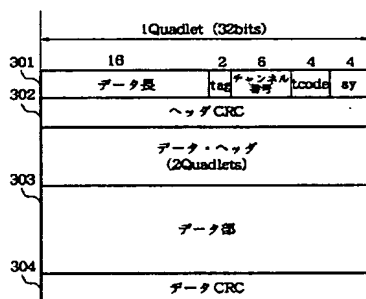 1Quadlet (32bits)
16 2 6 4 4
301 データ長 tag チャンネル番号 tcode sy
302 ヘッダCRC
データ・ヘッダ
(2Quadlets)
303
データ部
304
データCRC